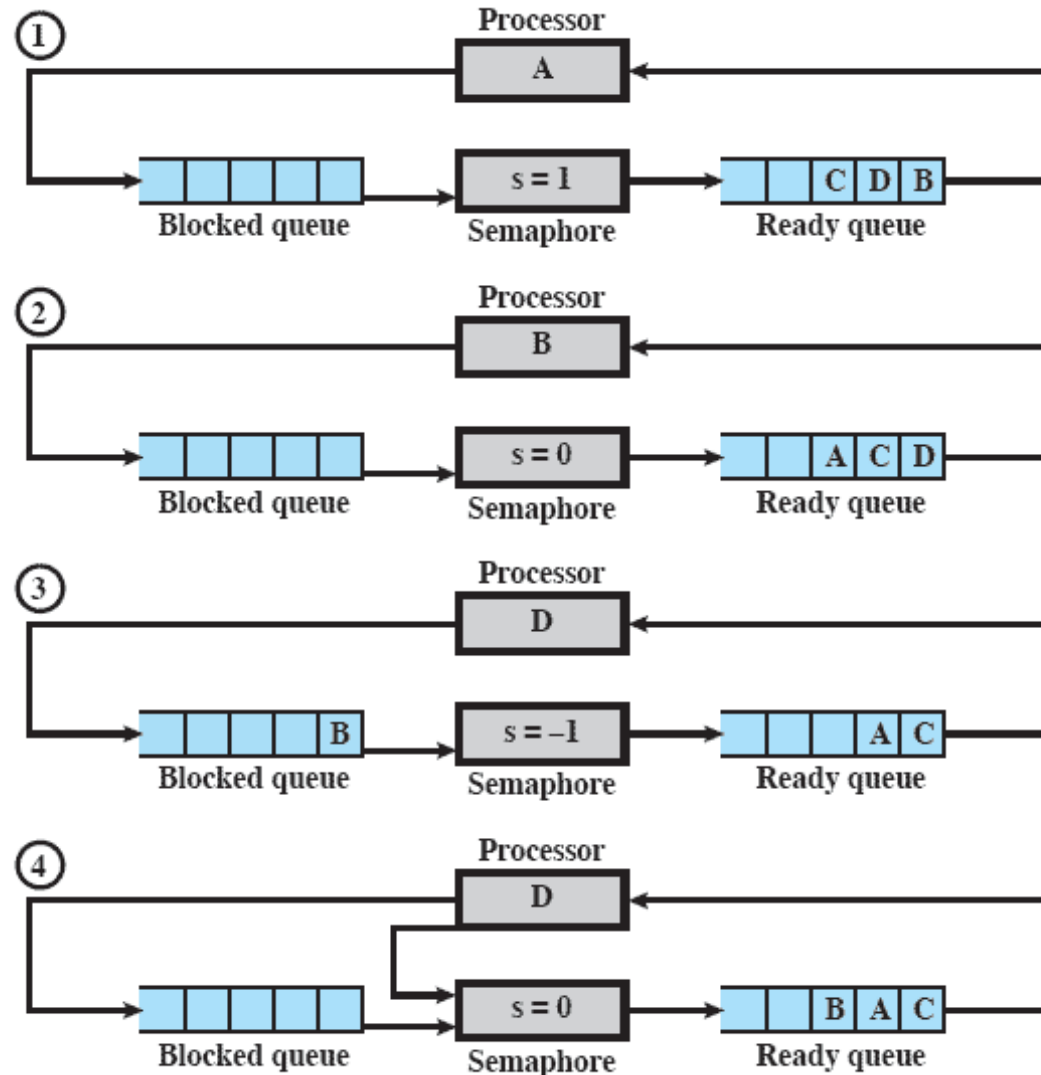 1
Processor
A
s = 1
C D B
Blocked queue
Semaphore
Ready queue
2
Processor
B
s = 0
A C D
Blocked queue
Semaphore
Ready queue
3
Processor
D
B
s = –1
A C
Blocked queue
Semaphore
Ready queue
4
Processor
D
s = 0
B A C
Blocked queue
Semaphore
Ready queue